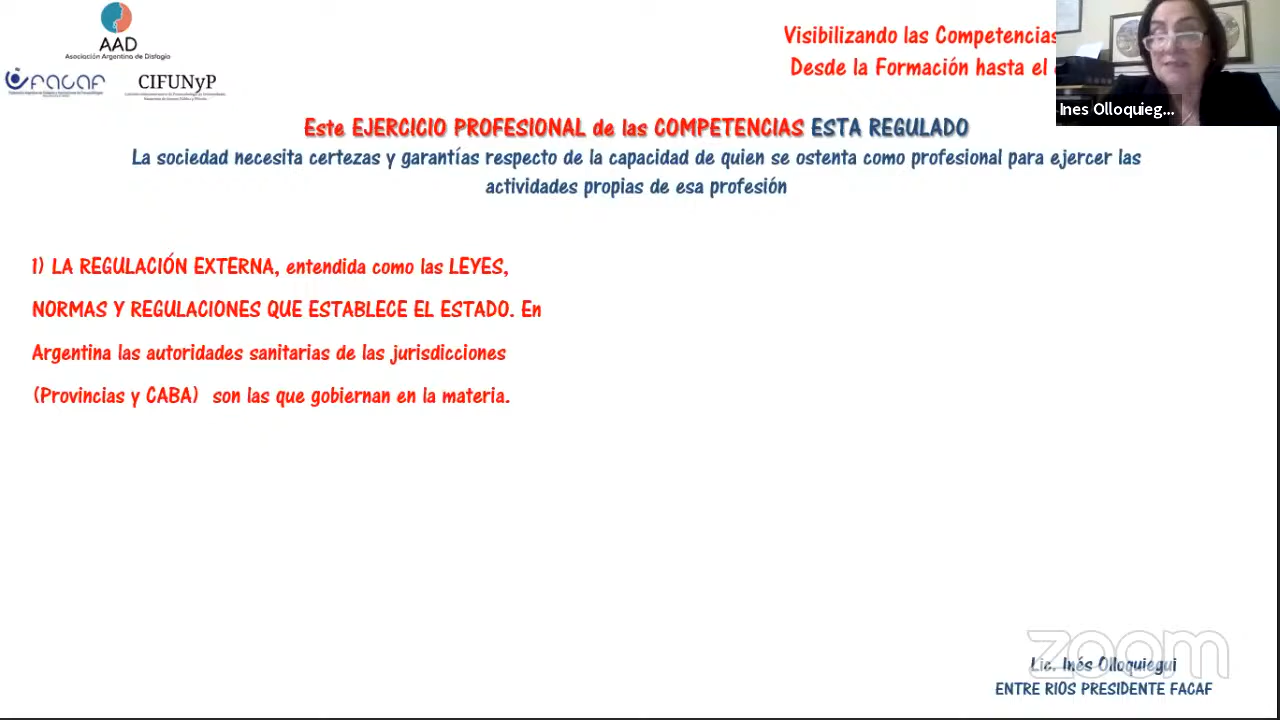 AAD
Asociación Argentina de Disfagia
facaf
CIFUNyP
Visibilizando las Competencias
Desde la Formación hasta el
Ines Olloquieg...
Este EJERCICIO PROFESIONAL de las COMPETENCIAS ESTA REGULADO
La sociedad necesita certezas y garantías respecto de la capacidad de quien se ostenta como profesional para ejercer las
actividades propias de esa profesión
1) LA REGULACIÓN EXTERNA, entendida como las LEYES,
NORMAS Y REGULACIONES QUE ESTABLECE EL ESTADO. En
Argentina las autoridades sanitarias de las jurisdicciones
(Provincias y CABA) son las que gobiernan en la materia.
zoom
Lic. Inés Olloquiegui
ENTRE RIOS PRESIDENTE FACAF